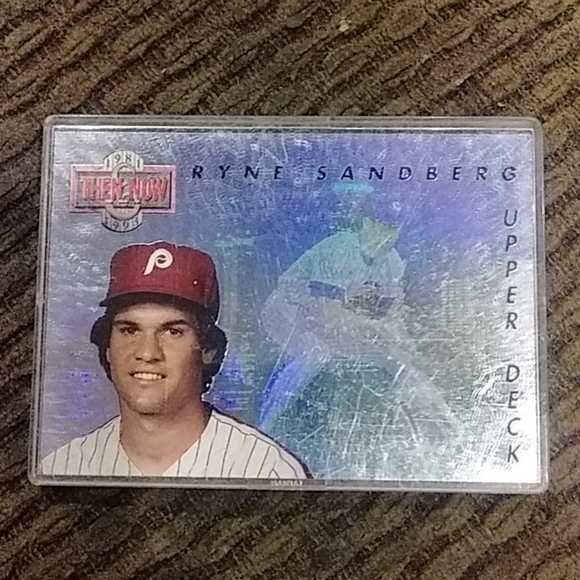 1981
THEN & NOW
1993
RYNE SANDBERG
UPPER DECK
P